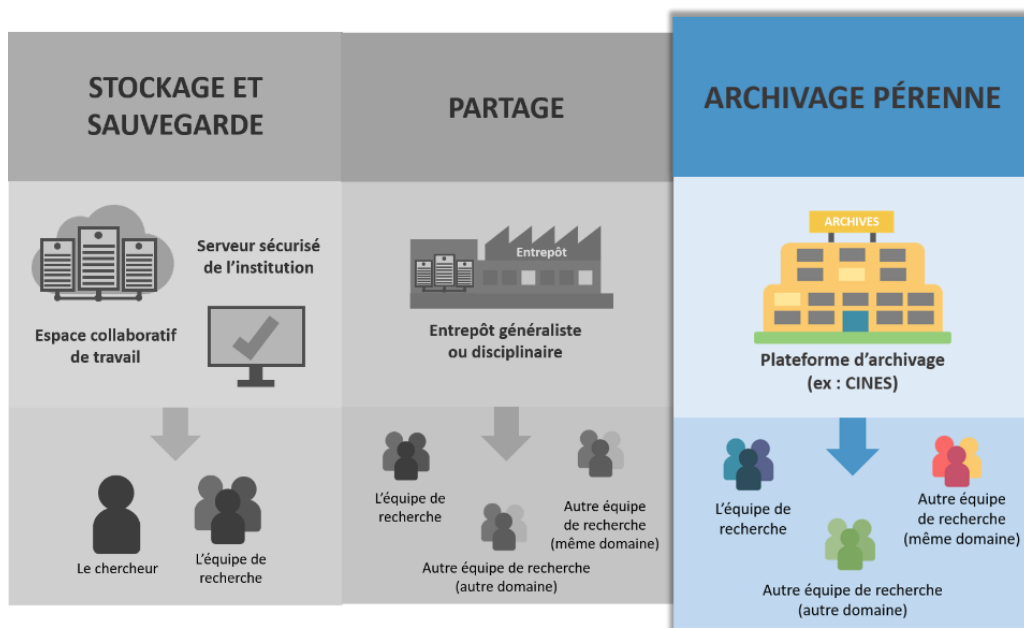 STOCKAGE ET
SAUVEGARDE
Serveur sécurisé
de l'institution
Espace collaboratif
de travail
Le chercheur
L'équipe de
recherche
PARTAGE
Entrepôt
Entrepôt généraliste
ou disciplinaire
L'équipe de
recherche
Autre équipe
de recherche
(même domaine)
Autre équipe de recherche
(autre domaine)
ARCHIVAGE PÉRENNE
ARCHIVES
Plateforme d'archivage
(ex : CINES)
L'équipe de
recherche
Autre équipe
de recherche
(même domaine)
Autre équipe de recherche
(autre domaine)